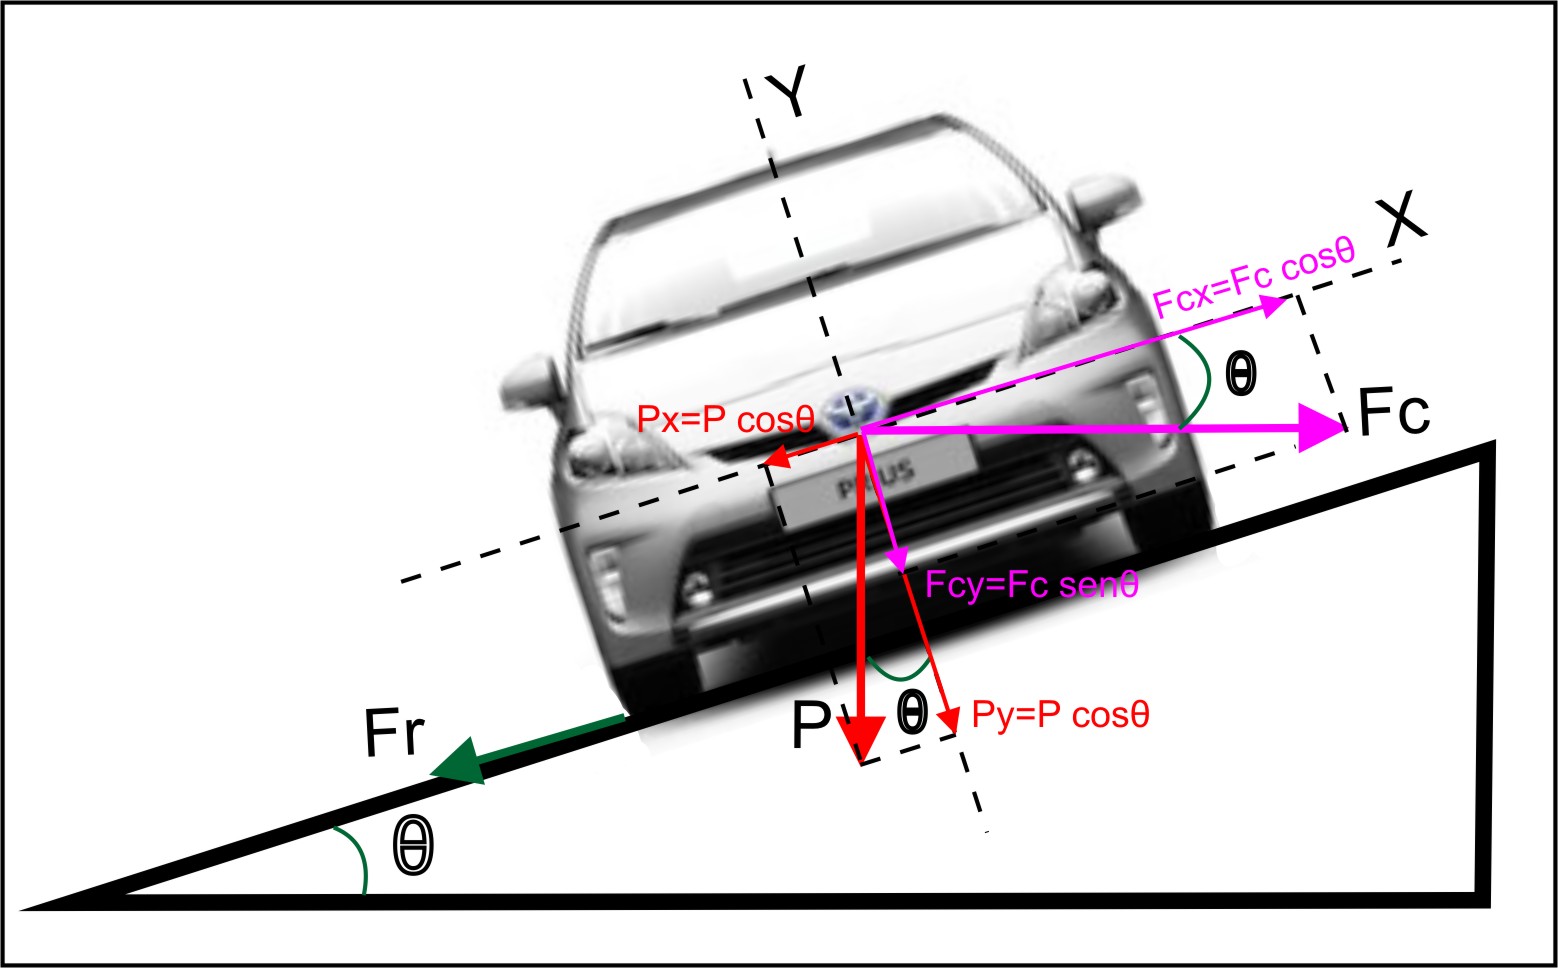 Y
X
Fcx=Fc cosθ
θ
Px=P cosθ
Fc
PRIUS
Fcy=Fc senθ
Fr
P
θ
Py=P cosθ
θ